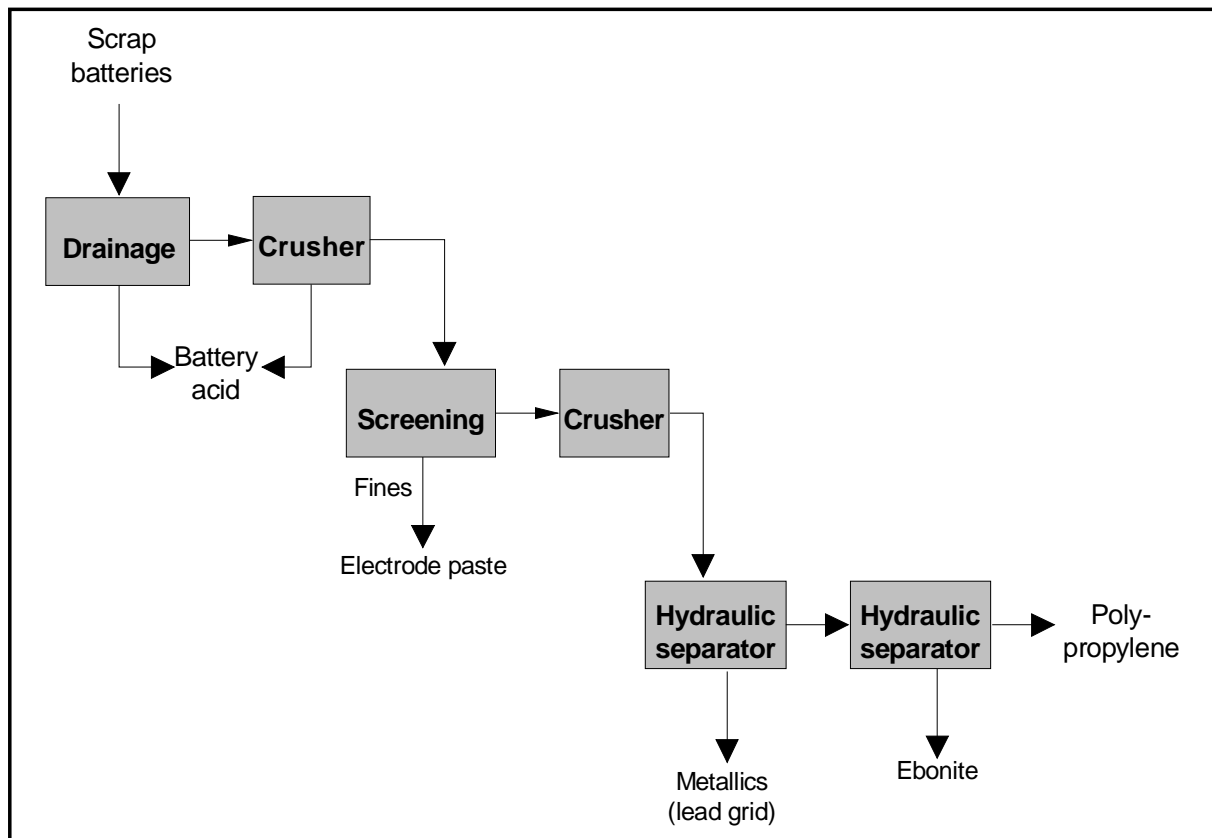 Scrap
batteries
Drainage
Crusher
Battery
acid
Screening
Crusher
Fines
Electrode paste
Hydraulic
separator
Hydraulic
separator
Poly-
propylene
Metallics
(lead grid)
Ebonite